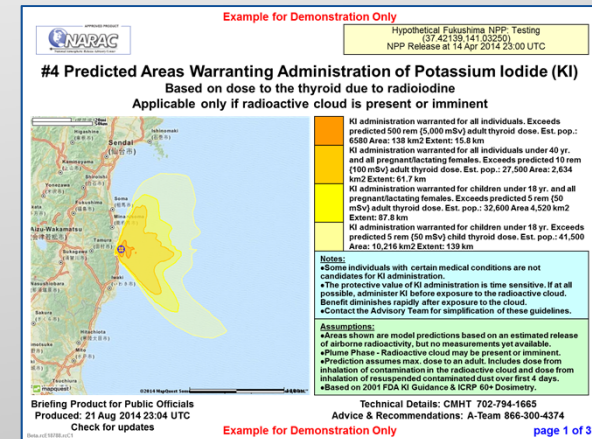 Example for Demonstration Only
APPROVED PRODUCT
NARAC
Hypothetical Fukushima NPP: Testing
(37.42139,141.03250)
NPP Release at 14 Apr 2014 23:00 UTC
#4 Predicted Areas Warranting Administration of Potassium Iodide (KI)
Based on dose to the thyroid due to radioiodine
Applicable only if radioactive cloud is present or imminent
Higashina
Ishinomaki
Sendai
(仙台市)
Soma
Fukushima
Tamura
Iwaki
mapquest
KI administration warranted for all individuals. Exceeds
predicted 500 rem {5,000 mSv} adult thyroid dose. Est. pop.:
6580 Area: 138 km2 Extent: 15.8 km
KI administration warranted for all individuals under 40 yr.
and all pregnant/lactating females. Exceeds predicted 10 rem
{100 mSv} adult thyroid dose. Est. pop.: 27,500 Area: 2,634
km2 Extent: 61.7 km
KI administration warranted for children under 18 yr. and all
pregnant/lactating females. Exceeds predicted 5 rem {50
mSv} adult thyroid dose. Est. pop.: 32,600 Area 4,520 km2
Extent: 87.8 km
KI administration warranted for children under 18 yr. Exceeds
predicted 5 rem {50 mSv} child thyroid dose. Est. pop.: 41,500
Area: 10,216 km2 Extent: 139 km
Notes:
●Some individuals with certain medical conditions are not
candidates for KI administration.
●The protective value of KI administration is time sensitive. If at all
possible, administer KI before exposure to the radioactive cloud.
Benefit diminishes rapidly after exposure to the cloud.
●Contact the Advisory Team for simplification of these guidelines.
Assumptions:
●Areas shown are model predictions based on an estimated release
of airborne radioactivity, but no measurements yet available.
●Plume Phase - Radioactive cloud may be present or imminent.
●Prediction assumes max. dose to an adult. Includes dose from
inhalation of contamination in the radioactive cloud and dose from
inhalation of resuspended contaminated dust over first 4 days.
●Based on 2001 FDA KI Guidance & ICRP 60+ Dosimetry.
Briefing Product for Public Officials
Produced: 21 Aug 2014 23:04 UTC
Check for updates
Technical Details: CMHT 702-794-1665
Advice & Recommendations: A-Team 866-300-4374
Example for Demonstration Only
page 1 of 3